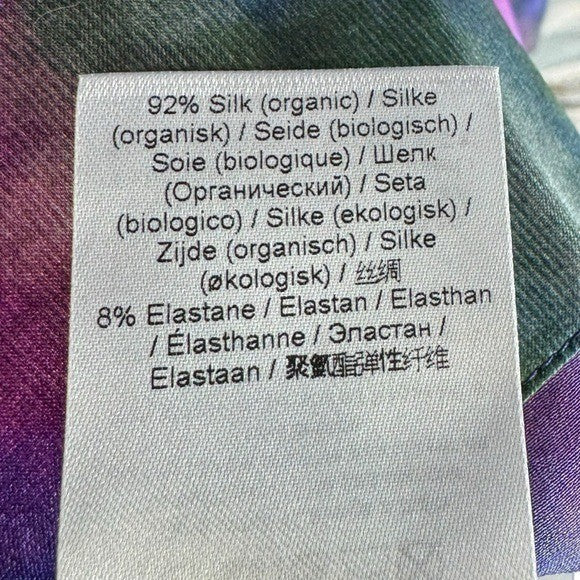 92% Silk (organic) / Silke
(organisk) / Seide (biologisch) /
Soie (biologique) / Шелк
(Органический) / Seta
(biologico) / Silke (ekologisk) /
Zijde (organisch) / Silke
(økologisk) / 丝绸
8% Elastane / Elastan / Elasthan
/ Élasthanne / Эластан /
Elastaan / 聚氨酯弹性纤维